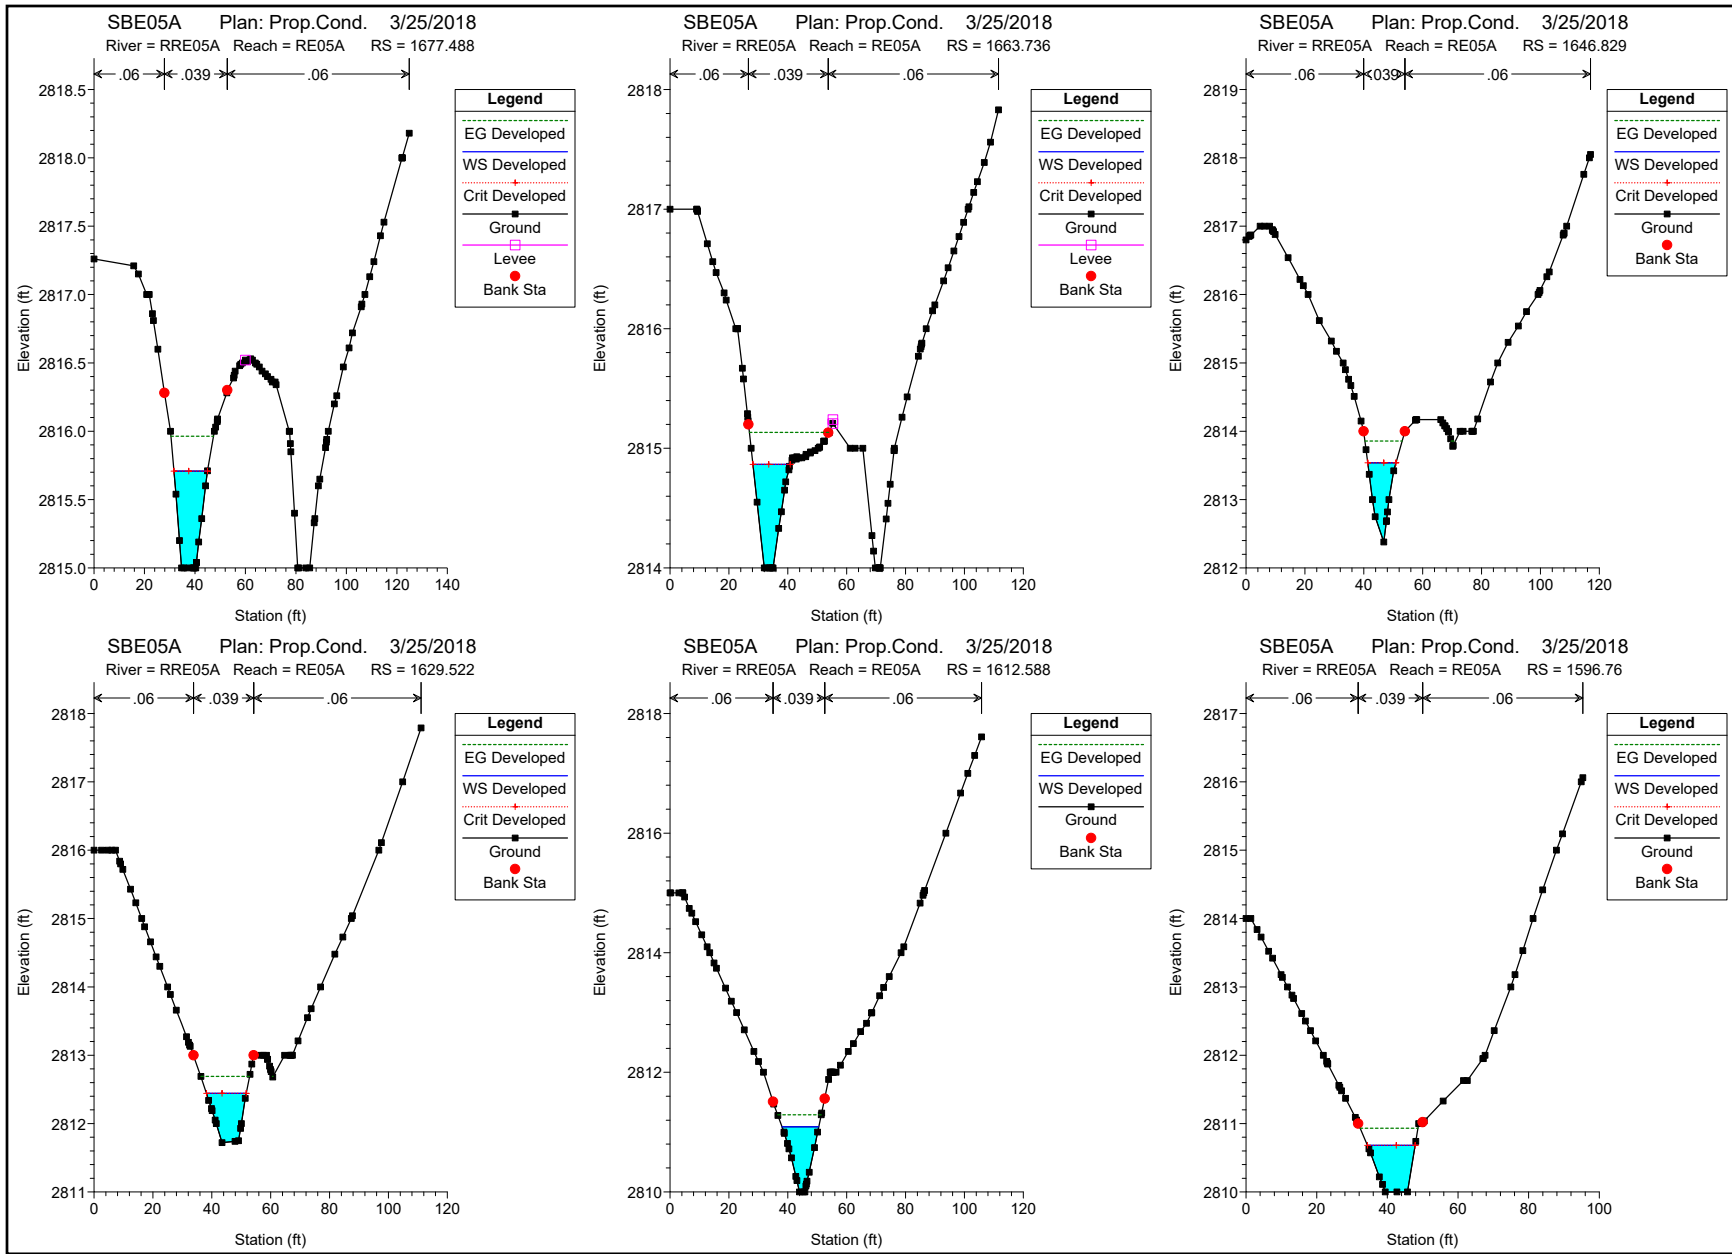 SBE05A Plan: Prop.Cond. 3/25/2018
River = RRE05A Reach = RE05A RS = 1677.488
.06 .039 .06
2818.5
2818.0
2817.5
2817.0
2816.5
2816.0
2815.5
2815.0
Elevation (ft)
0 20 40 60 80 100 120 140
Station (ft)
Legend
EG Developed
WS Developed
Crit Developed
Ground
Levee
Bank Sta
SBE05A Plan: Prop.Cond. 3/25/2018
River = RRE05A Reach = RE05A RS = 1663.736
.06 .039 .06
2818
2817
2816
2815
2814
Elevation (ft)
0 20 40 60 80 100 120
Station (ft)
Legend
EG Developed
WS Developed
Crit Developed
Ground
Levee
Bank Sta
SBE05A Plan: Prop.Cond. 3/25/2018
River = RRE05A Reach = RE05A RS = 1646.829
.06 .039 .06
2819
2818
2817
2816
2815
2814
2813
2812
Elevation (ft)
0 20 40 60 80 100 120
Station (ft)
Legend
EG Developed
WS Developed
Crit Developed
Ground
Bank Sta
SBE05A Plan: Prop.Cond. 3/25/2018
River = RRE05A Reach = RE05A RS = 1629.522
.06 .039 .06
2818
2817
2816
2815
2814
2813
2812
2811
Elevation (ft)
0 20 40 60 80 100 120
Station (ft)
Legend
EG Developed
WS Developed
Crit Developed
Ground
Bank Sta
SBE05A Plan: Prop.Cond. 3/25/2018
River = RRE05A Reach = RE05A RS = 1612.588
.06 .039 .06
2818
2816
2814
2812
2810
Elevation (ft)
0 20 40 60 80 100 120
Station (ft)
Legend
EG Developed
WS Developed
Ground
Bank Sta
SBE05A Plan: Prop.Cond. 3/25/2018
River = RRE05A Reach = RE05A RS = 1596.76
.06 .039 .06
2817
2816
2815
2814
2813
2812
2811
2810
Elevation (ft)
0 20 40 60 80 100
Station (ft)
Legend
EG Developed
WS Developed
Crit Developed
Ground
Bank Sta